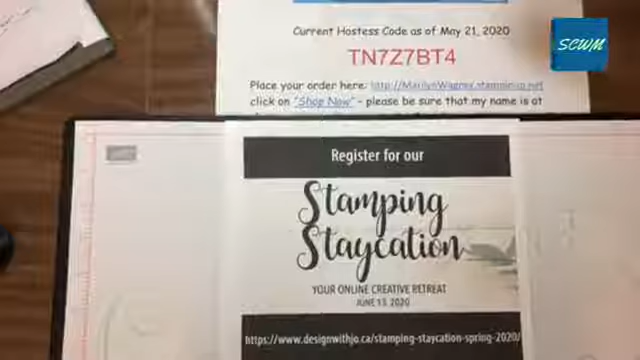 Current Hostess Code as of May 21, 2020
TN7Z7BT4
Place your order here: http://MarilynWagner.stampinup.net
click on "Shop Now" - please be sure that my name is at
SCWM
Register for our
Stamping
Staycation
YOUR ONLINE CREATIVE RETREAT
JUNE 13, 2020
https://www.designwithjo.ca/stamping-staycation-spring-2020/